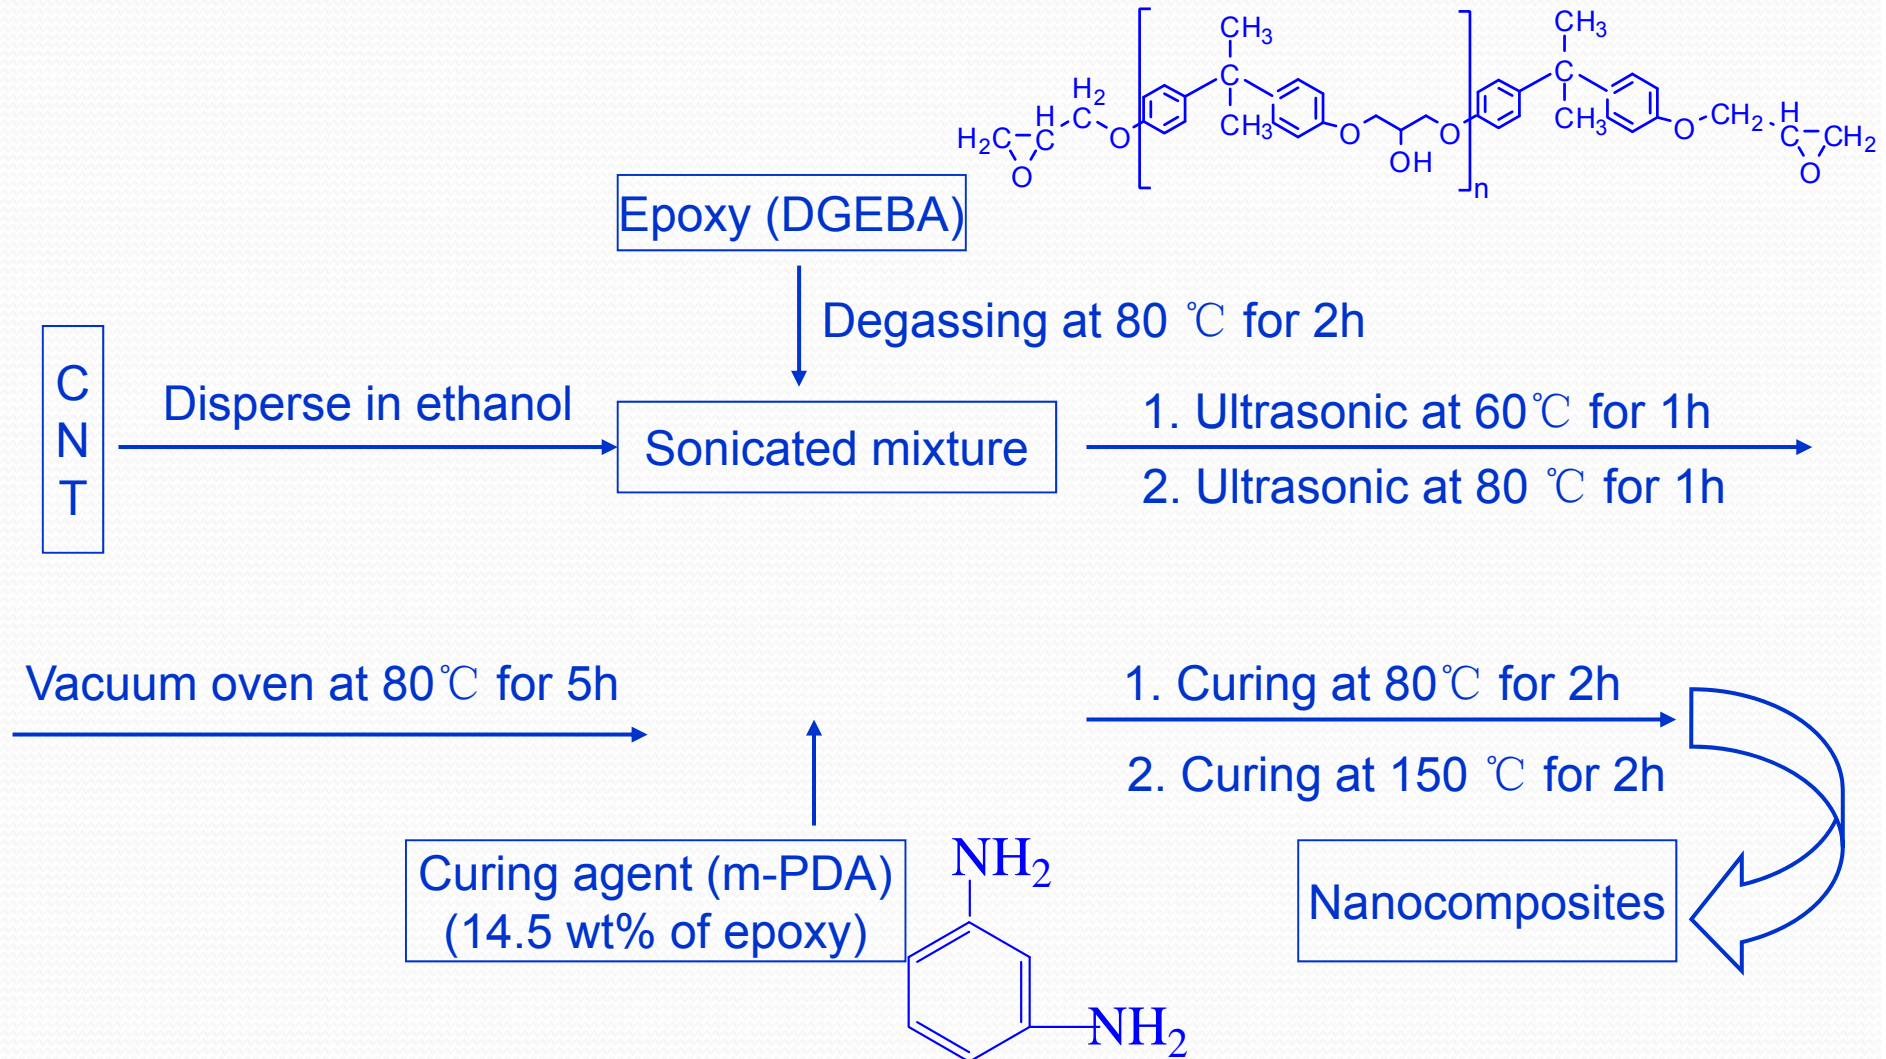 CH3
CH3
H2
H2C
H
C
C
O
O
C
CH3
O
OH
O
n
C
CH3
O
CH2
H
C
CH2
O
Epoxy (DGEBA)
Degassing at 80 ℃ for 2h
C
N
T
Disperse in ethanol
Sonicated mixture
1. Ultrasonic at 60℃ for 1h
2. Ultrasonic at 80 ℃ for 1h
Vacuum oven at 80℃ for 5h
1. Curing at 80℃ for 2h
2. Curing at 150 ℃ for 2h
Curing agent (m-PDA)
(14.5 wt% of epoxy)
NH2
NH2
Nanocomposites